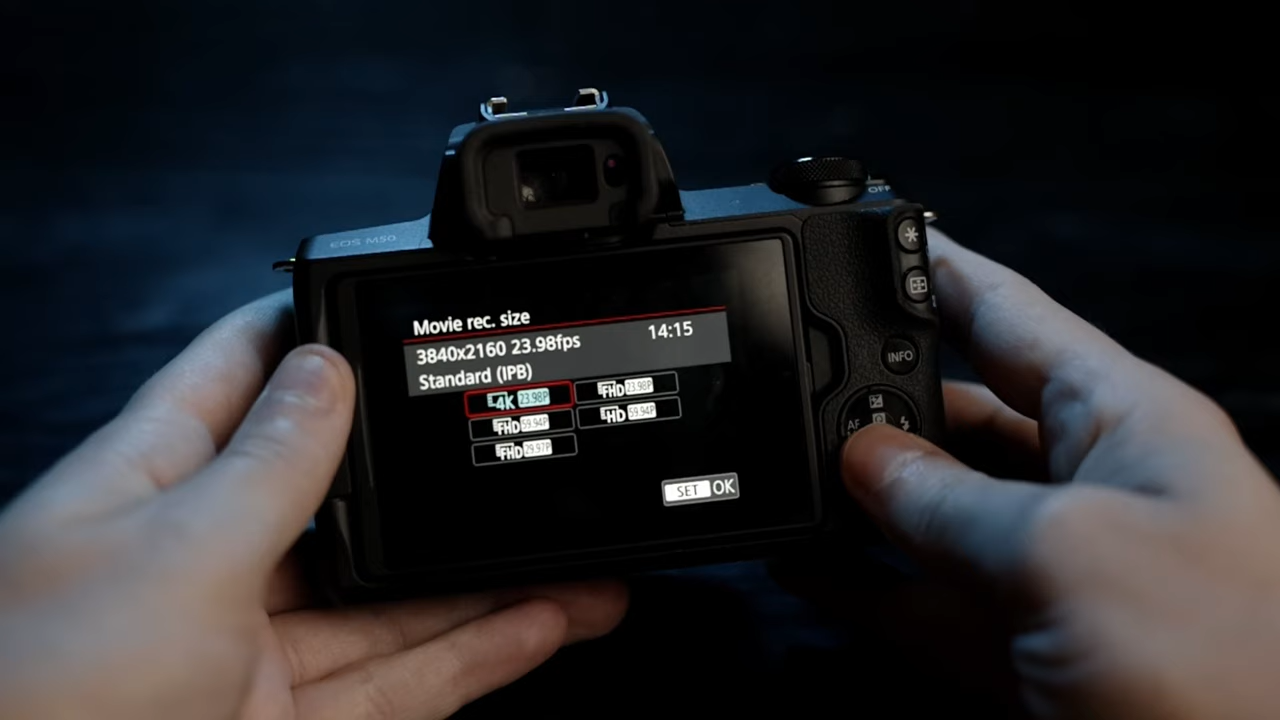 OFF
EOS M50
Movie rec. size
3840x2160 23.98fps 14:15
Standard (IPB)
4K 23.98P FHD 23.98P
FHD 59.94P HD 59.94P
FHD 29.97P
SET OK
INFO
AF